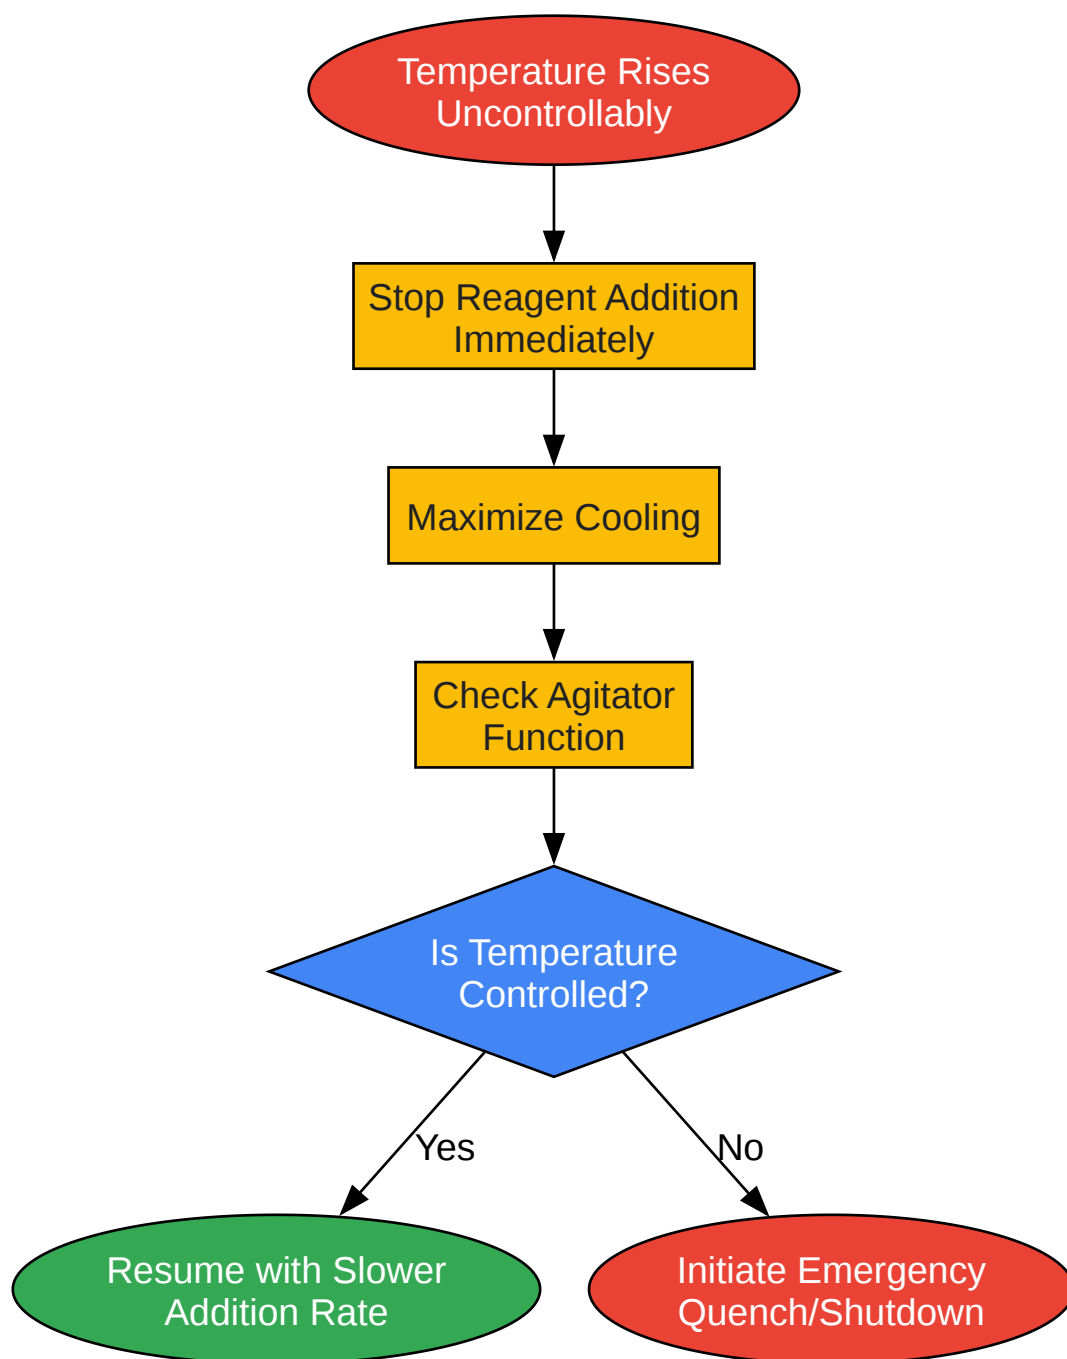 Temperature Rises
Uncontrollably
Stop Reagent Addition
Immediately
Maximize Cooling
Check Agitator
Function
Is Temperature
Controlled?
Yes
No
Resume with Slower
Addition Rate
Initiate Emergency
Quench/Shutdown